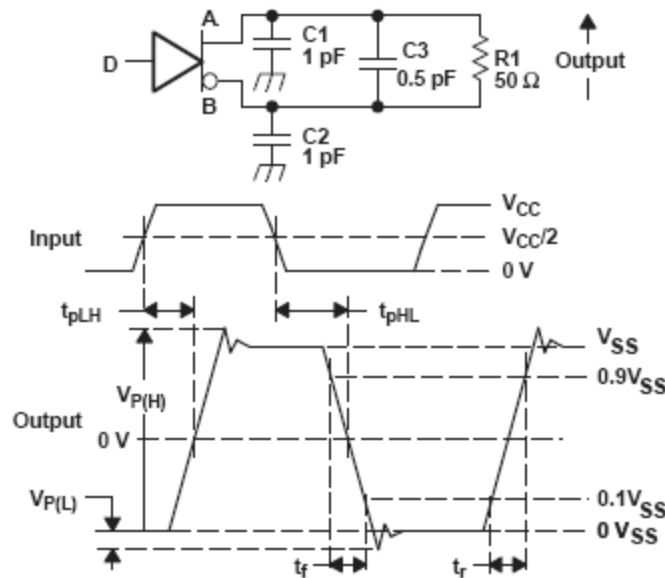 A
C1
1 pF
C3
0.5 pF
R1
50 Ω
Output
D
B
C2
1 pF
VCC
Input
VCC/2
0 V
tpLH
tpHL
VSS
0.9VSS
VP(H)
Output
0 V
VP(L)
0.1VSS
0 VSS
tf
tr